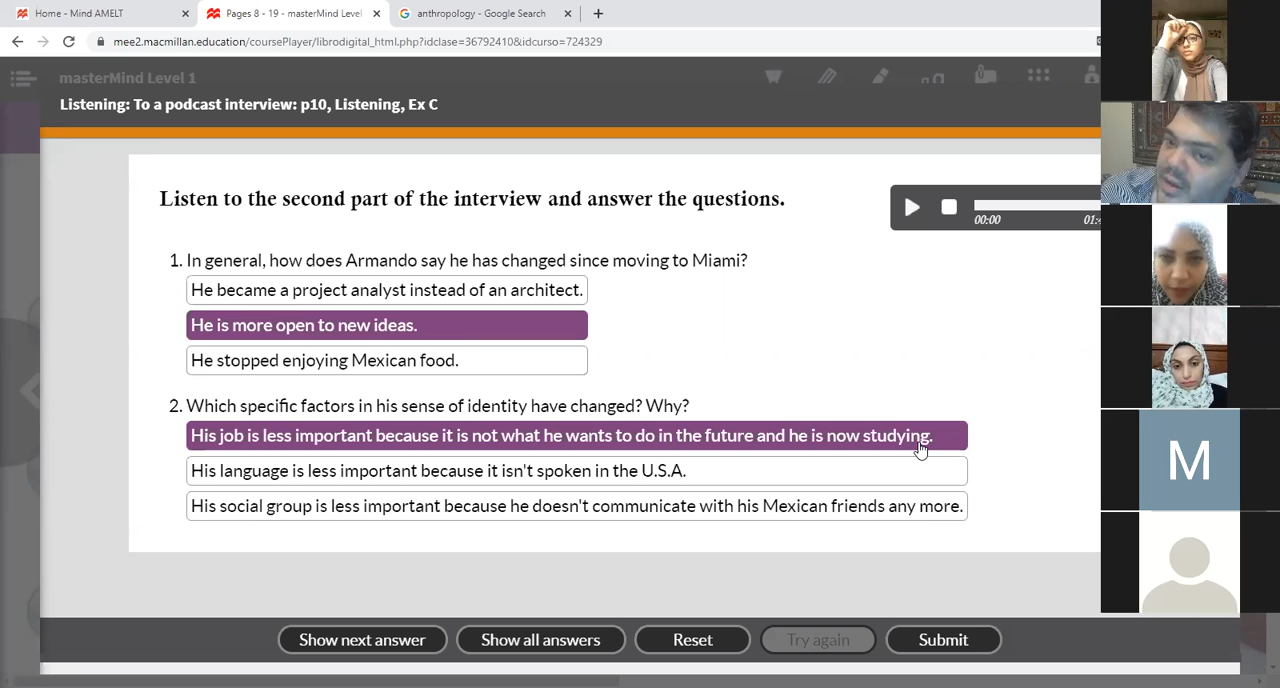 Home - Mind AMELT
Pages 8 - 19 - masterMind Level
anthropology - Google Search
mee2.macmillan.education/coursePlayer/librodigital_html.php?idclase=36792410&idcurso=724329
masterMind Level 1
Listening: To a podcast interview: p10, Listening, Ex C
Listen to the second part of the interview and answer the questions.
00:00
1. In general, how does Armando say he has changed since moving to Miami?
He became a project analyst instead of an architect.
He is more open to new ideas.
He stopped enjoying Mexican food.
2. Which specific factors in his sense of identity have changed? Why?
His job is less important because it is not what he wants to do in the future and he is now studying.
His language is less important because it isn't spoken in the U.S.A.
His social group is less important because he doesn't communicate with his Mexican friends any more.
M
Show next answer
Show all answers
Reset
Try again
Submit